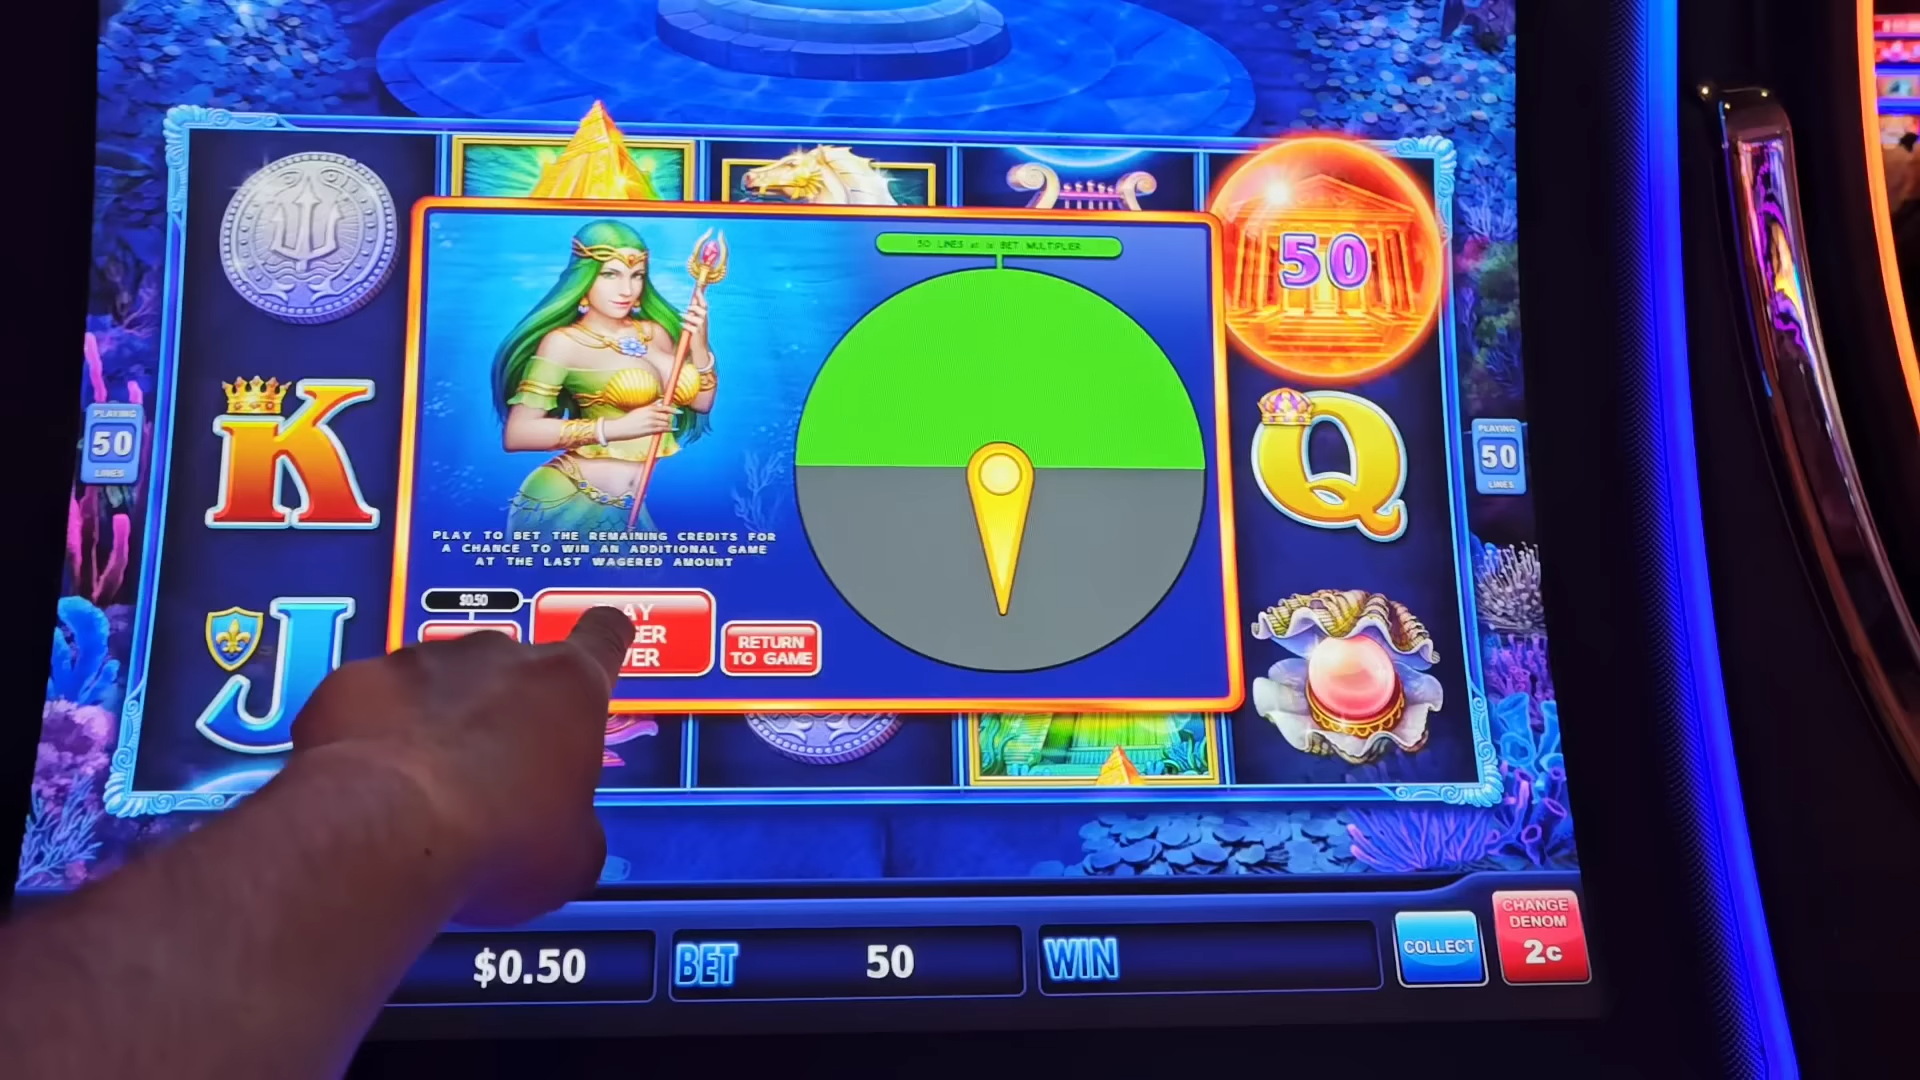 50
50 LINES at 1x BET MULTIPLIER
K
PLAYING
50
LINES
Q
PLAYING
50
LINES
PLAY TO BET THE REMAINING CREDITS FOR
A CHANCE TO WIN AN ADDITIONAL GAME
AT THE LAST WAGERED AMOUNT
$0.50
RETURN
TO GAME
J
$0.50
BET
50
WIN
COLLECT
CHANGE
DENOM
2c